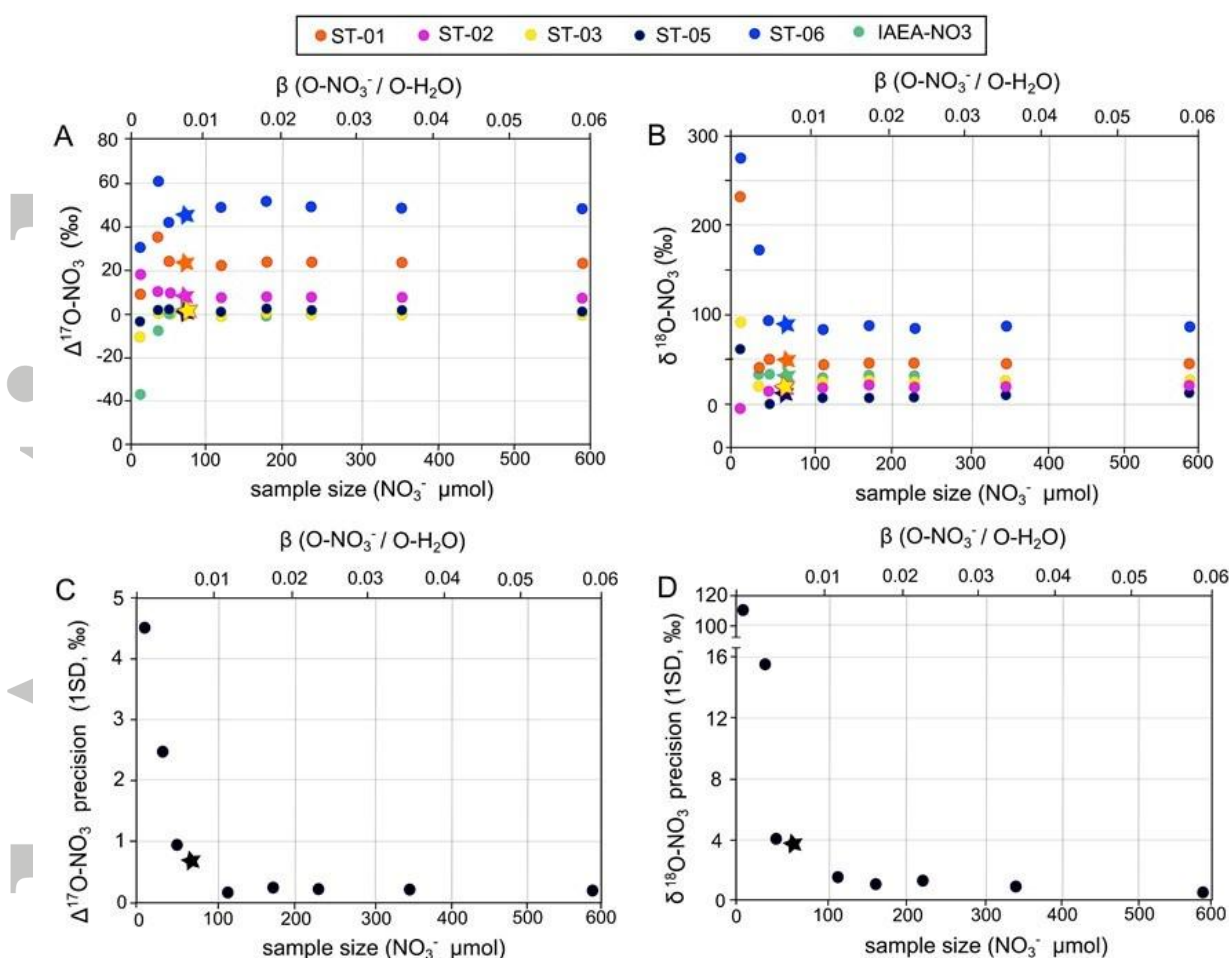 ST-01 ST-02 ST-03 ST-05 ST-06 IAEA-NO3
β (O-NO₃⁻ / O-H₂O)
0 0.01 0.02 0.03 0.04 0.05 0.06
A
80
60
40
20
0
-20
-40
0
Δ¹⁷O-NO₃ (‰)
0 100 200 300 400 500 600
sample size (NO₃⁻ μmol)
β (O-NO₃⁻ / O-H₂O)
0.01 0.02 0.03 0.04 0.05 0.06
B
300
200
100
0
0
δ¹⁸O-NO₃ (‰)
0 100 200 300 400 500 600
sample size (NO₃⁻ μmol)
β (O-NO₃⁻ / O-H₂O)
0.01 0.02 0.03 0.04 0.05 0.06
C
5
4
3
2
1
0
Δ¹⁷O-NO₃ precision (1SD, ‰)
0 100 200 300 400 500 600
sample size (NO₃⁻ μmol)
β (O-NO₃⁻ / O-H₂O)
0.01 0.02 0.03 0.04 0.05 0.06
D
120
100
16
12
8
4
0
δ¹⁸O-NO₃ precision (1SD, ‰)
0 100 200 300 400 500 600
sample size (NO₃⁻ μmol)